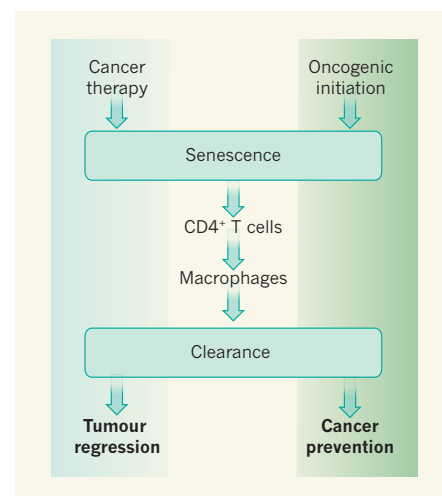 Cancer
therapy
Oncogenic
initiation
Senescence
CD4⁺ T cells
Macrophages
Clearance
Tumour
regression
Cancer
prevention